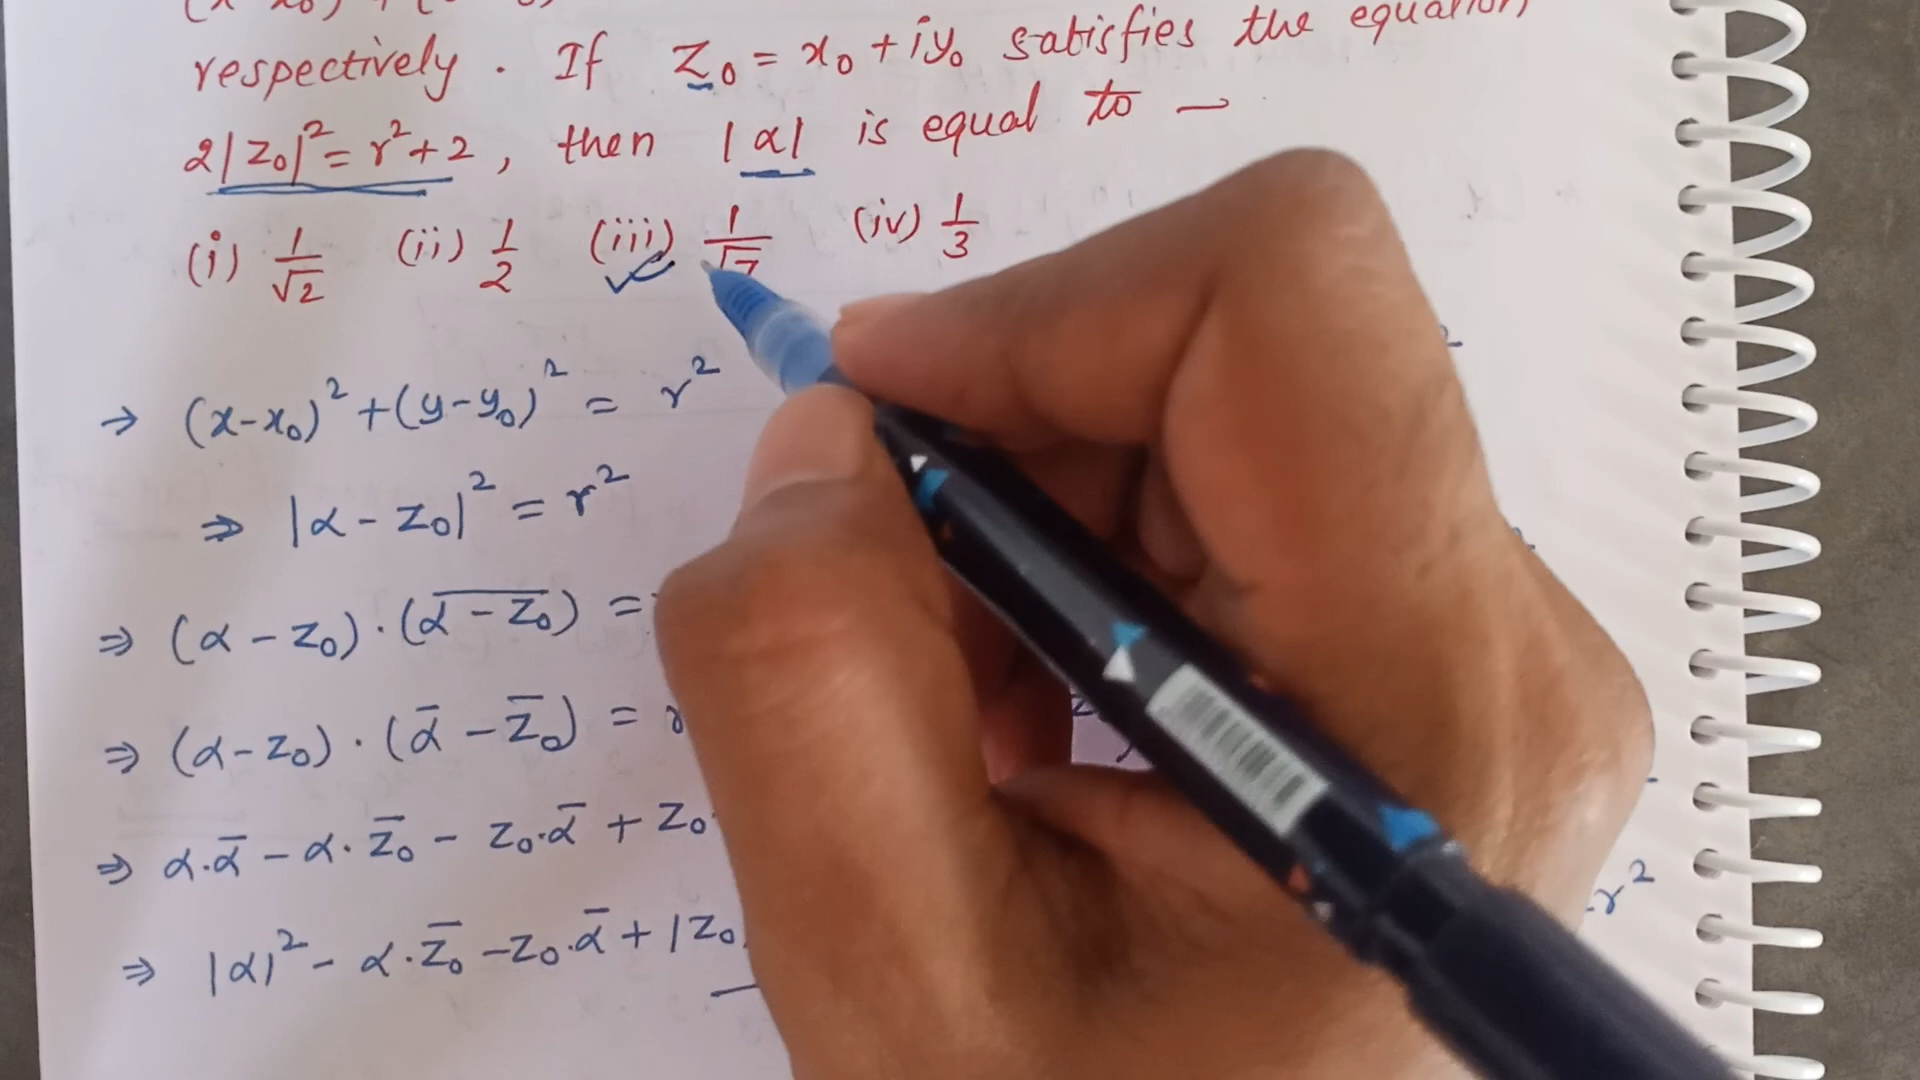 respectively. If z₀ = x₀ + iy₀ satisfies the equation,
2|z₀|² = r² + 2, then |α| is equal to —
(i) 1/√2 (ii) 1/2 (iii) 1/√7 (iv) 1/3
→ (x-x₀)² + (y-y₀)² = r²
⇒ |α - z₀|² = r²
⇒ (α - z₀)·(\overline{α - z₀}) =
⇒ (α - z₀)·(ᾱ - z̄₀) = r
⇒ α·ᾱ - α·z̄₀ - z₀·ᾱ + z₀
⇒ |α|² - α·z̄₀ - z₀·ᾱ + |z₀
r²